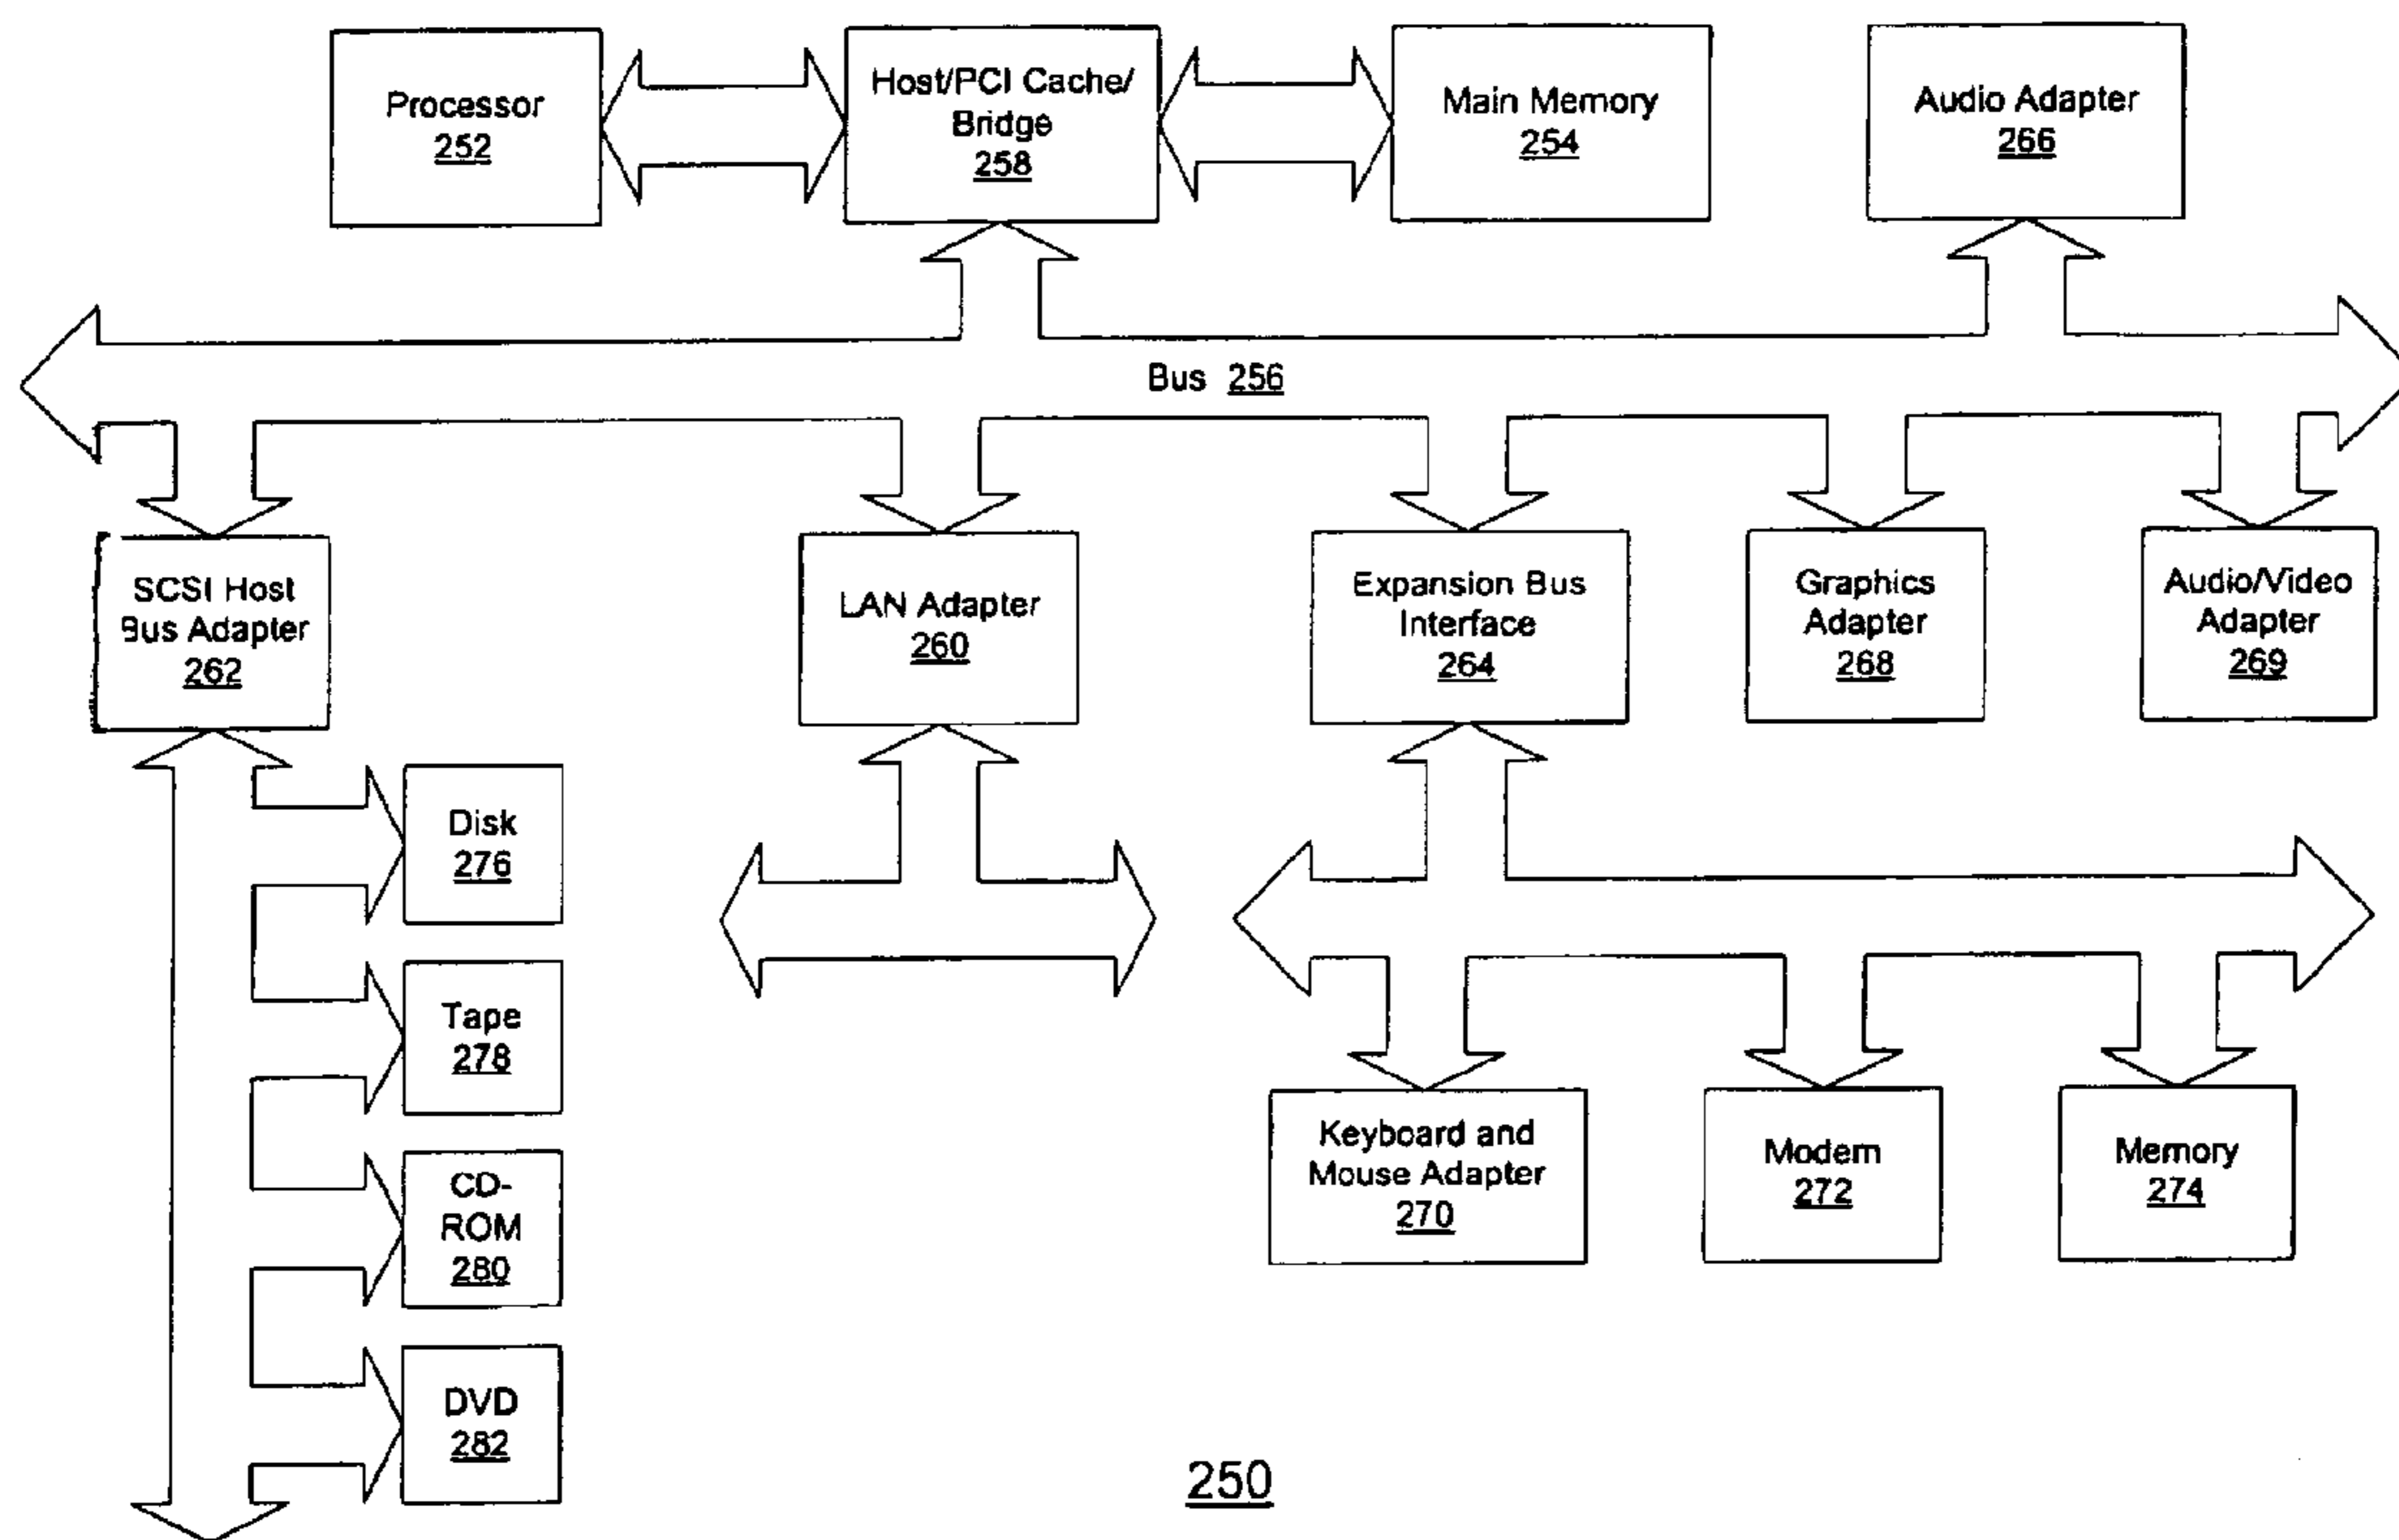 Processor
252
Host/PCI Cache/
Bridge
258
Main Memory
254
Audio Adapter
266
Bus 256
SCSI Host
Bus Adapter
262
LAN Adapter
260
Expansion Bus
Interface
264
Graphics
Adapter
268
Audio/Video
Adapter
269
Disk
276
Tape
278
CD-
ROM
280
DVD
282
Keyboard and
Mouse Adapter
270
Modem
272
Memory
274
250